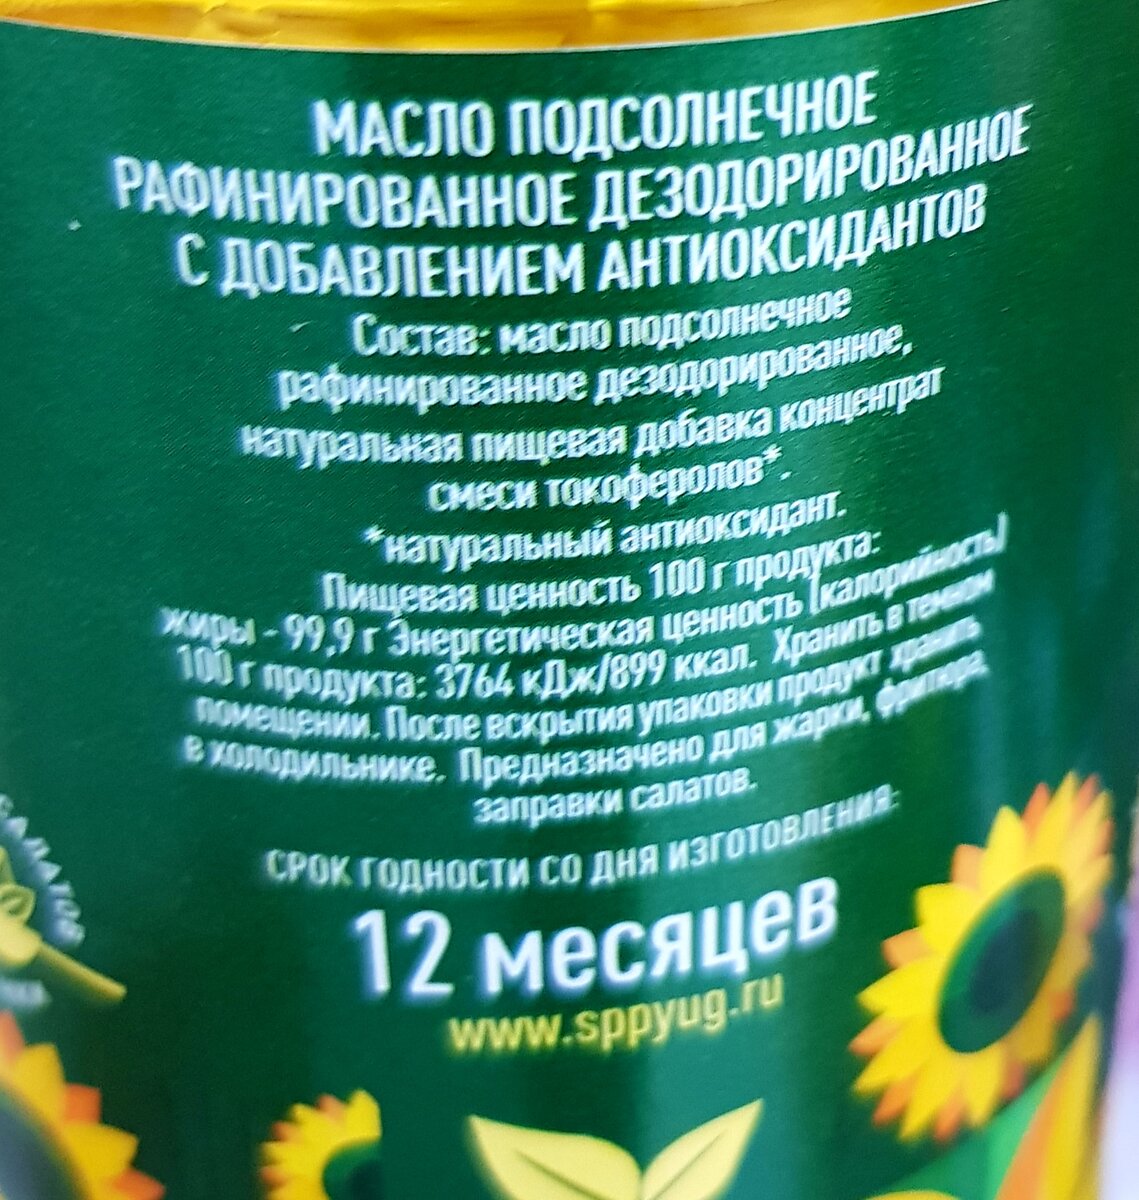 МАСЛО ПОДСОЛНЕЧНОЕ
РАФИНИРОВАННОЕ ДЕЗОДОРИРОВАННОЕ
С ДОБАВЛЕНИЕМ АНТИОКСИДАНТОВ
Состав: масло подсолнечное
рафинированное дезодорированное,
натуральная пищевая добавка концентрат
смеси токоферолов*.
*натуральный антиоксидант.
Пищевая ценность 100 г продукта:
жиры - 99,9 г Энергетическая ценность (калорийность)
100 г продукта: 3764 кДж/899 ккал. Хранить в темном
помещении. После вскрытия упаковки продукт хранить
в холодильнике. Предназначено для жарки, фритюра,
заправки салатов.
СРОК ГОДНОСТИ СО ДНЯ ИЗГОТОВЛЕНИЯ:
12 месяцев
www.sppyug.ru
САЛАТОВ